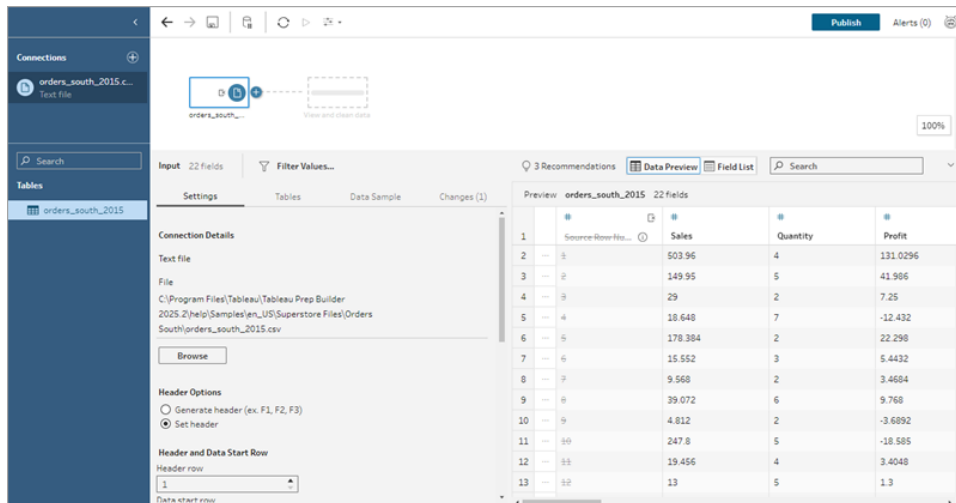 Publish
Alerts (0)
Connections
orders_south_2015.c...
Text file
orders_south_...
View and clean data
100%
Search
Tables
orders_south_2015
Input 22 fields
Filter Values...
3 Recommendations
Data Preview
Field List
Search
Settings
Tables
Data Sample
Changes (1)
Connection Details
Text file
File
C:\Program Files\Tableau\Tableau Prep Builder
2025.2\help\Samples\en_US\Superstore Files\Orders
South\orders_south_2015.csv
Browse
Header Options
Generate header (ex. F1, F2, F3)
Set header
Header and Data Start Row
Header row
1
Data start row
Preview orders_south_2015 22 fields
# # # #
1 Source Row Nu... Sales Quantity Profit
2 1 503.96 4 131.0296
3 2 149.95 5 41.986
4 3 29 2 7.25
5 4 18.648 7 -12.432
6 5 178.384 2 22.298
7 6 15.552 3 5.4432
8 7 9.568 2 3.4684
9 8 39.072 6 9.768
10 9 4.812 2 -3.6892
11 10 247.8 5 -18.585
12 11 19.456 4 3.4048
13 12 13 5 1.3